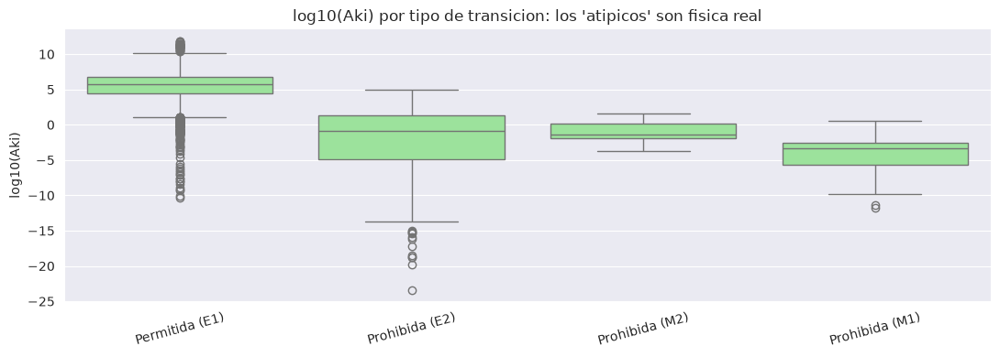 log10(Aki) por tipo de transicion: los 'atipicos' son fisica real
log10(Aki)
10
5
0
−5
−10
−15
−20
−25
Permitida (E1)
Prohibida (E2)
Prohibida (M2)
Prohibida (M1)